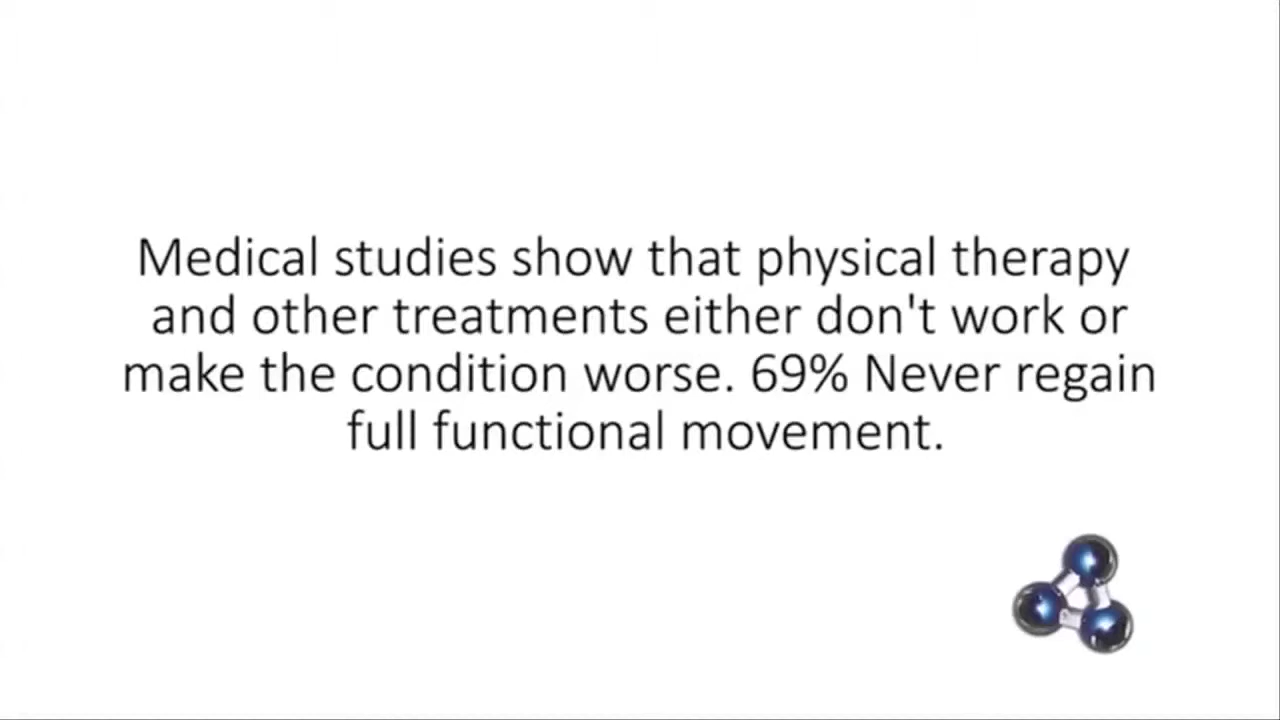 Medical studies show that physical therapy
and other treatments either don't work or
make the condition worse. 69% Never regain
full functional movement.